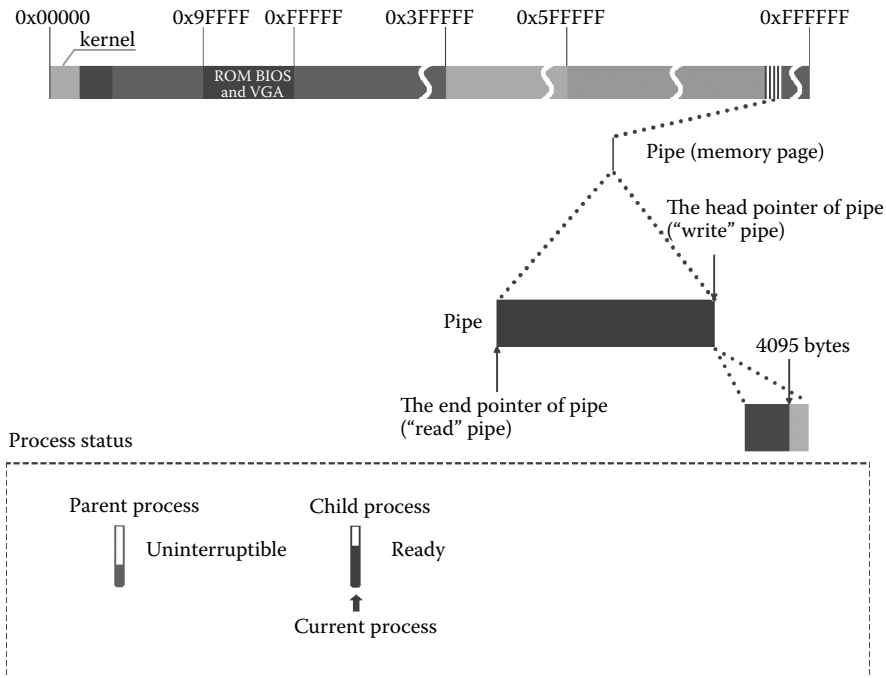 0x00000 0x9FFFF 0xFFFFF 0x3FFFFF 0x5FFFFF 0xFFFFFF
kernel
ROM BIOS
and VGA
Pipe (memory page)
The head pointer of pipe
(“write” pipe)
Pipe
4095 bytes
The end pointer of pipe
(“read” pipe)
Process status
Parent process Child process
Uninterruptible Ready
Current process